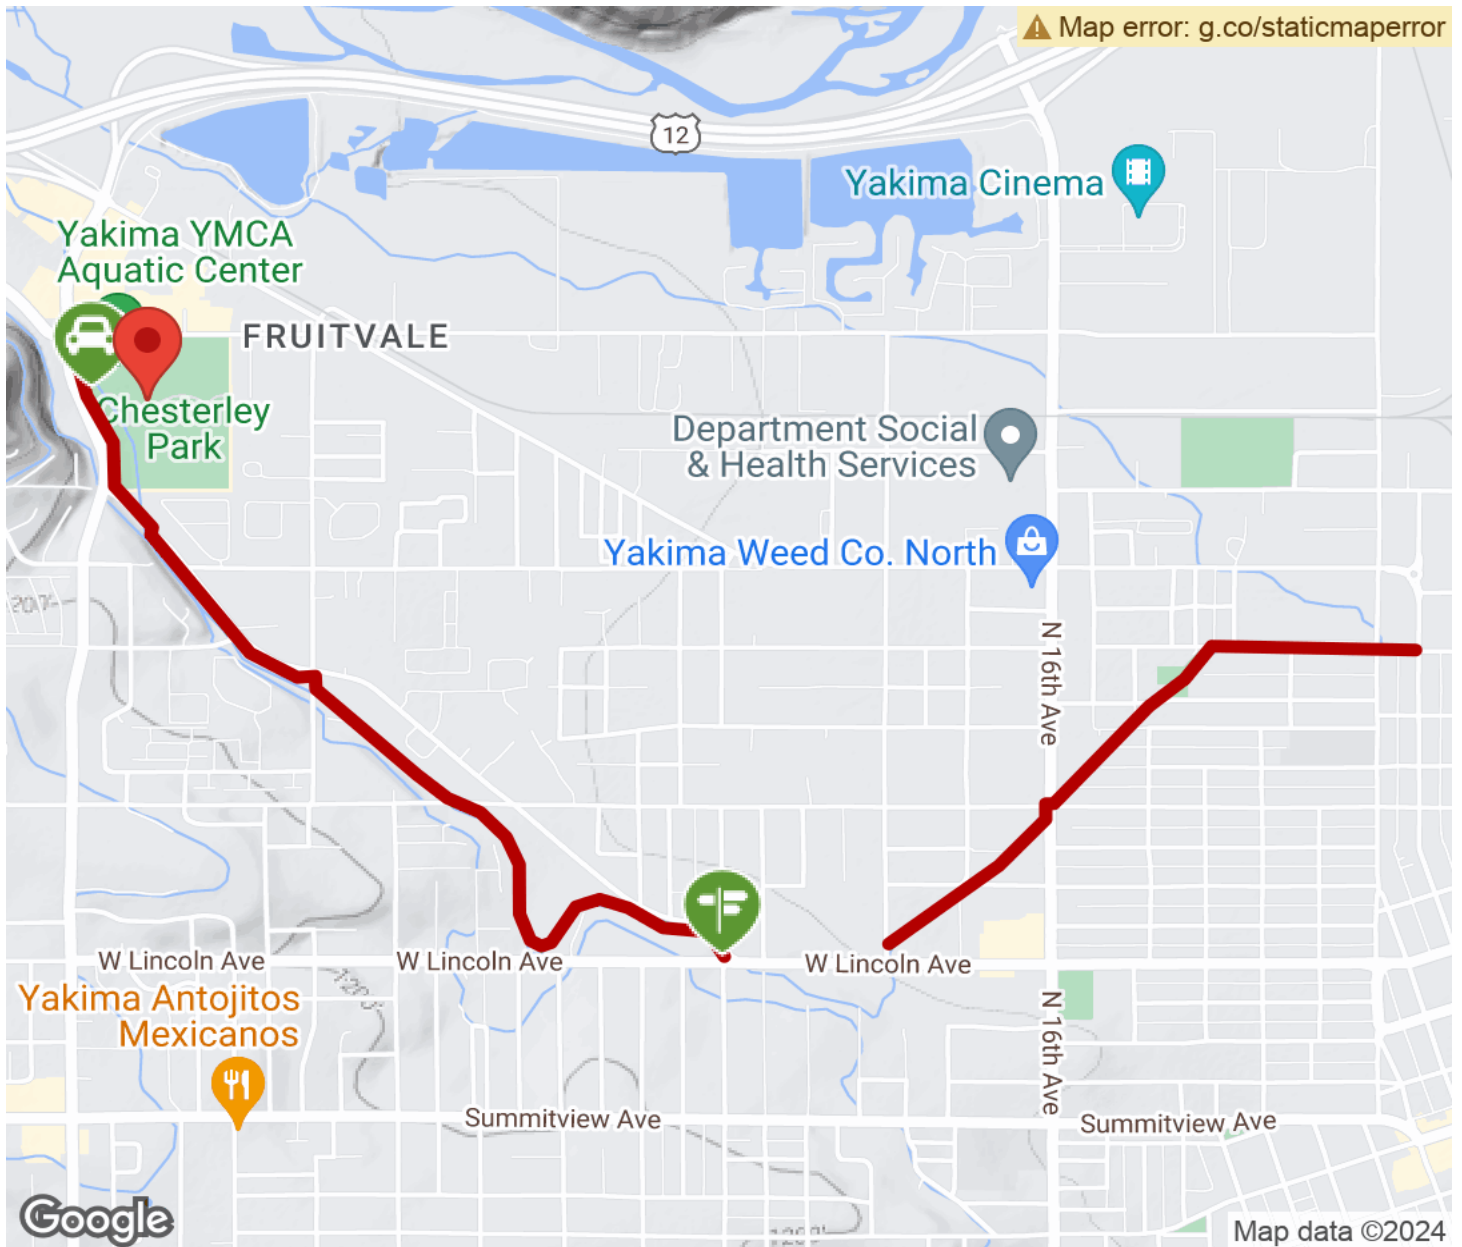 Map error: g.co/staticmaperror
12
Yakima Cinema
Yakima YMCA
Aquatic Center
FRUITVALE
Chesterley
Park
Department Social
& Health Services
Yakima Weed Co. North
N 16th Ave
W Lincoln Ave
W Lincoln Ave
W Lincoln Ave
Yakima Antojitos
Mexicanos
N 16th Ave
Summitview Ave
Summitview Ave
Google
Map data ©2024